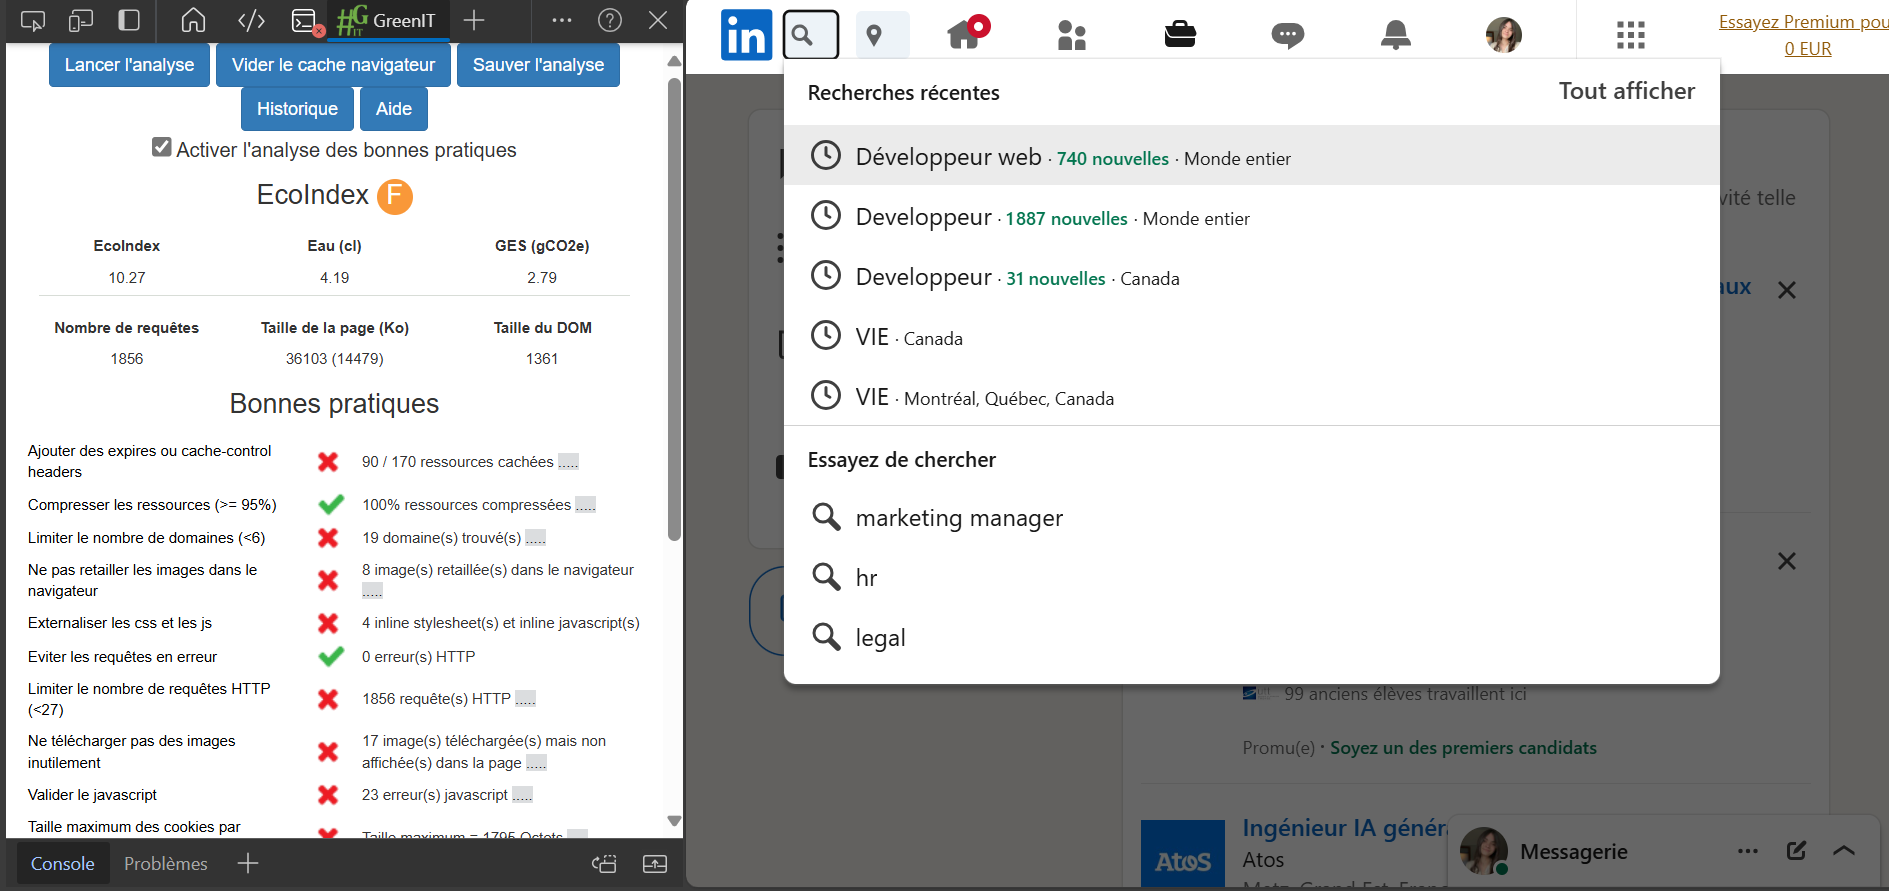 GreenIT
Lancer l'analyse
Vider le cache navigateur
Sauver l'analyse
Historique
Aide
Activer l'analyse des bonnes pratiques
EcoIndex F
EcoIndex Eau (cl) GES (gCO2e)
10.27 4.19 2.79
Nombre de requêtes Taille de la page (Ko) Taille du DOM
1856 36103 (14479) 1361
Bonnes pratiques
Ajouter des expires ou cache-control
headers
90 / 170 ressources cachées .....
Compresser les ressources (>= 95%)
100% ressources compressées .....
Limiter le nombre de domaines (<6)
19 domaine(s) trouvé(s) .....
Ne pas retailler les images dans le
navigateur
8 image(s) retaillée(s) dans le navigateur
.....
Externaliser les css et les js
4 inline stylesheet(s) et inline javascript(s)
Eviter les requêtes en erreur
0 erreur(s) HTTP
Limiter le nombre de requêtes HTTP
(<27)
1856 requête(s) HTTP .....
Ne télécharger pas des images
inutilement
17 image(s) téléchargée(s) mais non
affichée(s) dans la page .....
Valider le javascript
23 erreur(s) javascript .....
Taille maximum des cookies par
Taille maximum = 1795 Octets
Console
Problèmes
in
Essayez Premium pou
0 EUR
Recherches récentes
Tout afficher
Développeur web · 740 nouvelles · Monde entier
Developpeur · 1887 nouvelles · Monde entier
Developpeur · 31 nouvelles · Canada
VIE · Canada
VIE · Montréal, Québec, Canada
Essayez de chercher
marketing manager
hr
legal
vité telle
aux
99 anciens élèves travaillent ici
Promu(e) · Soyez un des premiers candidats
Ingénieur IA généra
Atos
Atos
Metz, Grand Est, Franc
Messagerie